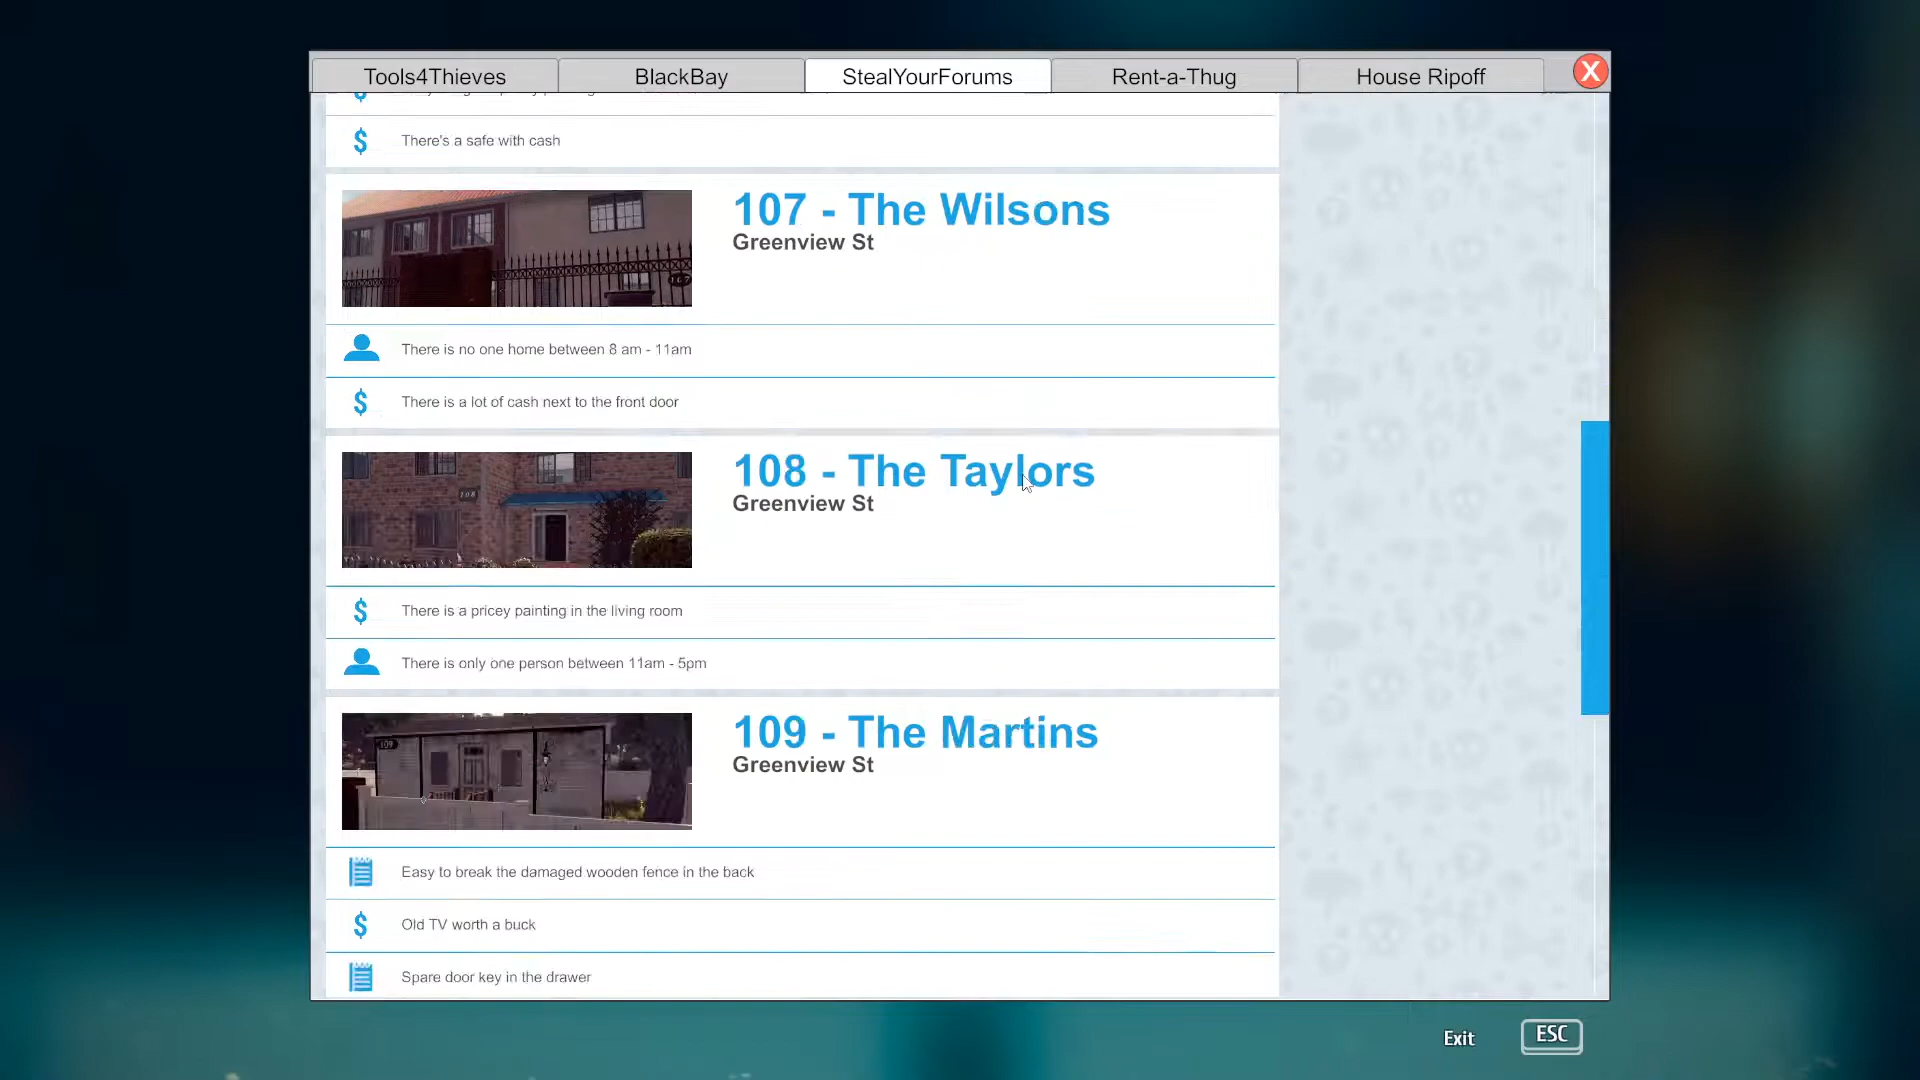 Tools4Thieves
BlackBay
StealYourForums
Rent-a-Thug
House Ripoff
X
There's a safe with cash
107 - The Wilsons
Greenview St
107
There is no one home between 8 am - 11am
There is a lot of cash next to the front door
108 - The Taylors
Greenview St
108
There is a pricey painting in the living room
There is only one person between 11am - 5pm
109 - The Martins
Greenview St
109
Easy to break the damaged wooden fence in the back
Old TV worth a buck
Spare door key in the drawer
Exit
ESC